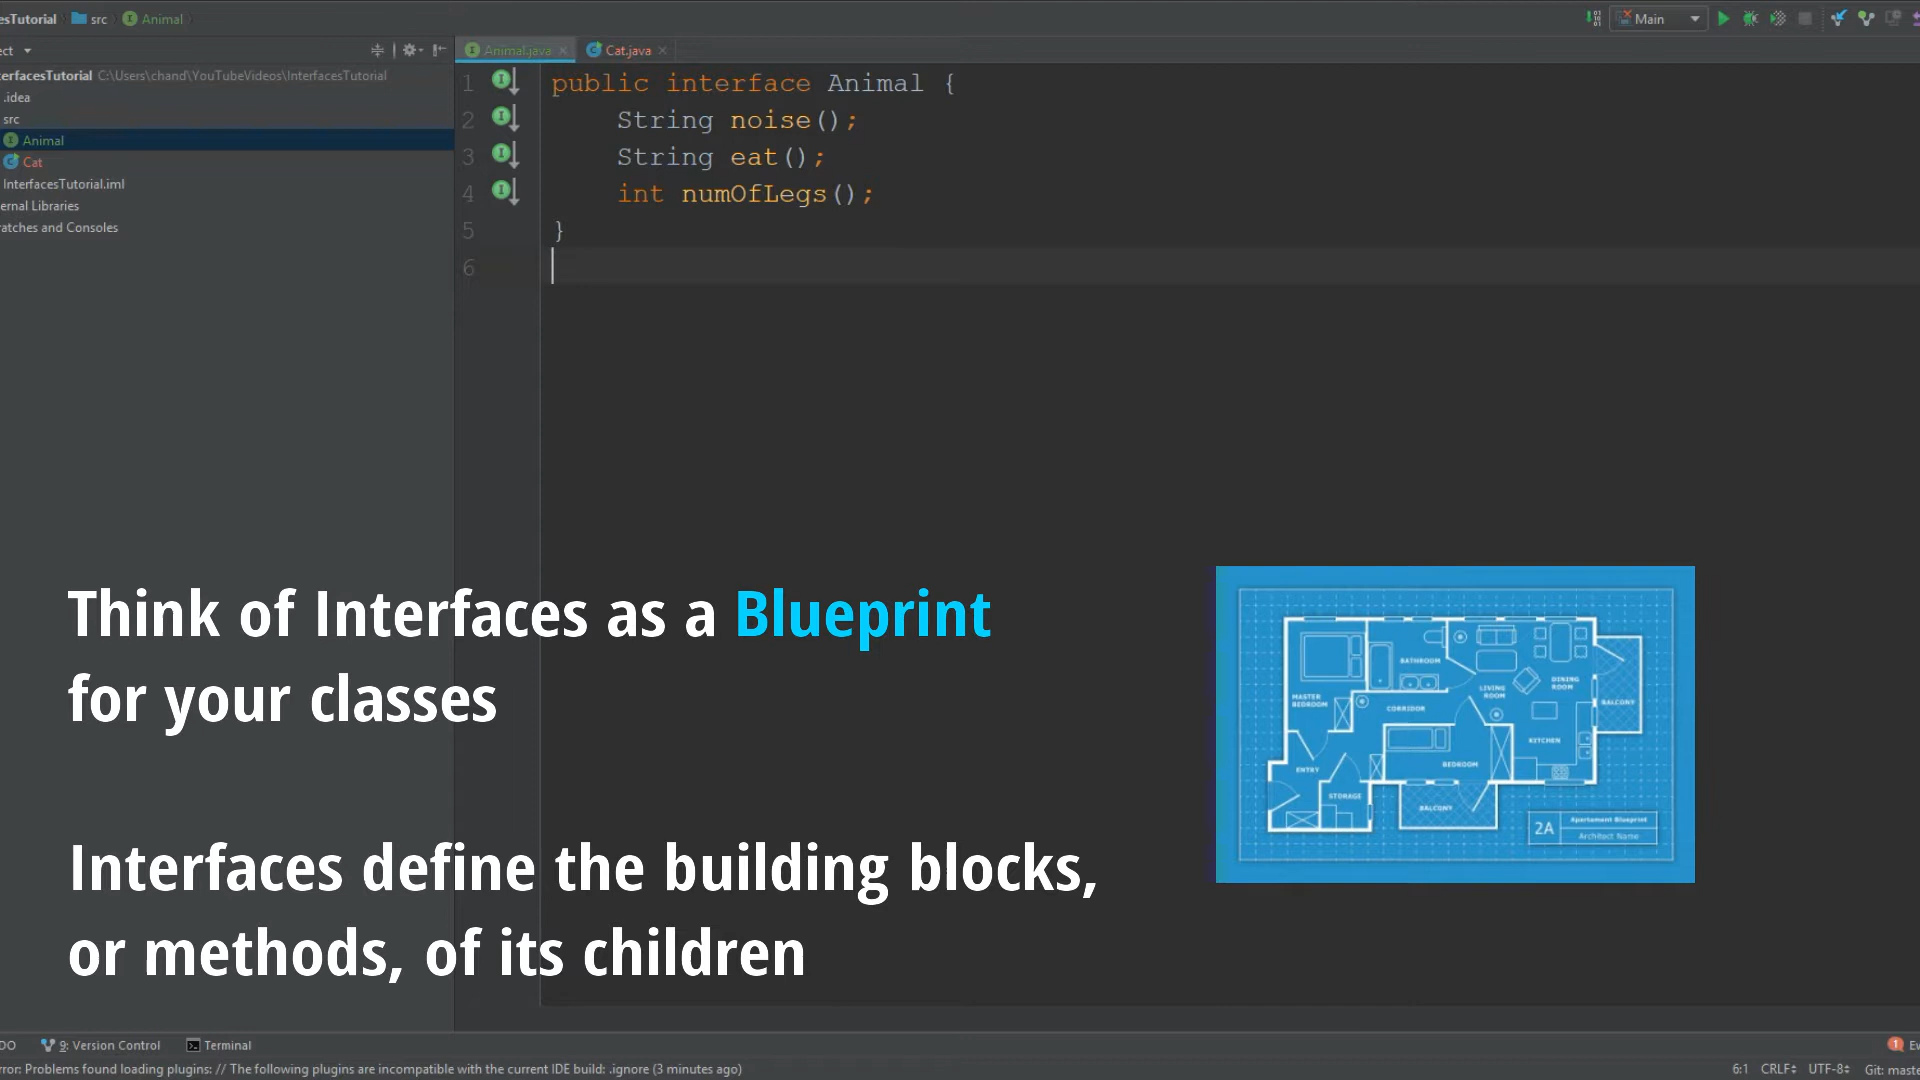 esTutorial src Animal
Main
ect
Animal.java Cat.java
erfacesTutorial C:\Users\chand\YouTubeVideos\InterfacesTutorial
.idea
src
Animal
Cat
InterfacesTutorial.iml
ernal Libraries
ratches and Consoles
1 public interface Animal {
2 String noise();
3 String eat();
4 int numOfLegs();
5 }
6
Think of Interfaces as a Blueprint
for your classes
Interfaces define the building blocks,
or methods, of its children
BATHROOM
MASTER
BEDROOM
LIVING
ROOM
DINING
ROOM
BALCONY
CORRIDOR
KITCHEN
ENTRY
BEDROOM
STORAGE
BALCONY
2A
Apartement Blueprint
Architect Name
DO 9: Version Control Terminal
1 Ev
rror: Problems found loading plugins: // The following plugins are incompatible with the current IDE build: .ignore (3 minutes ago)
6:1 CRLF UTF-8 Git: maste